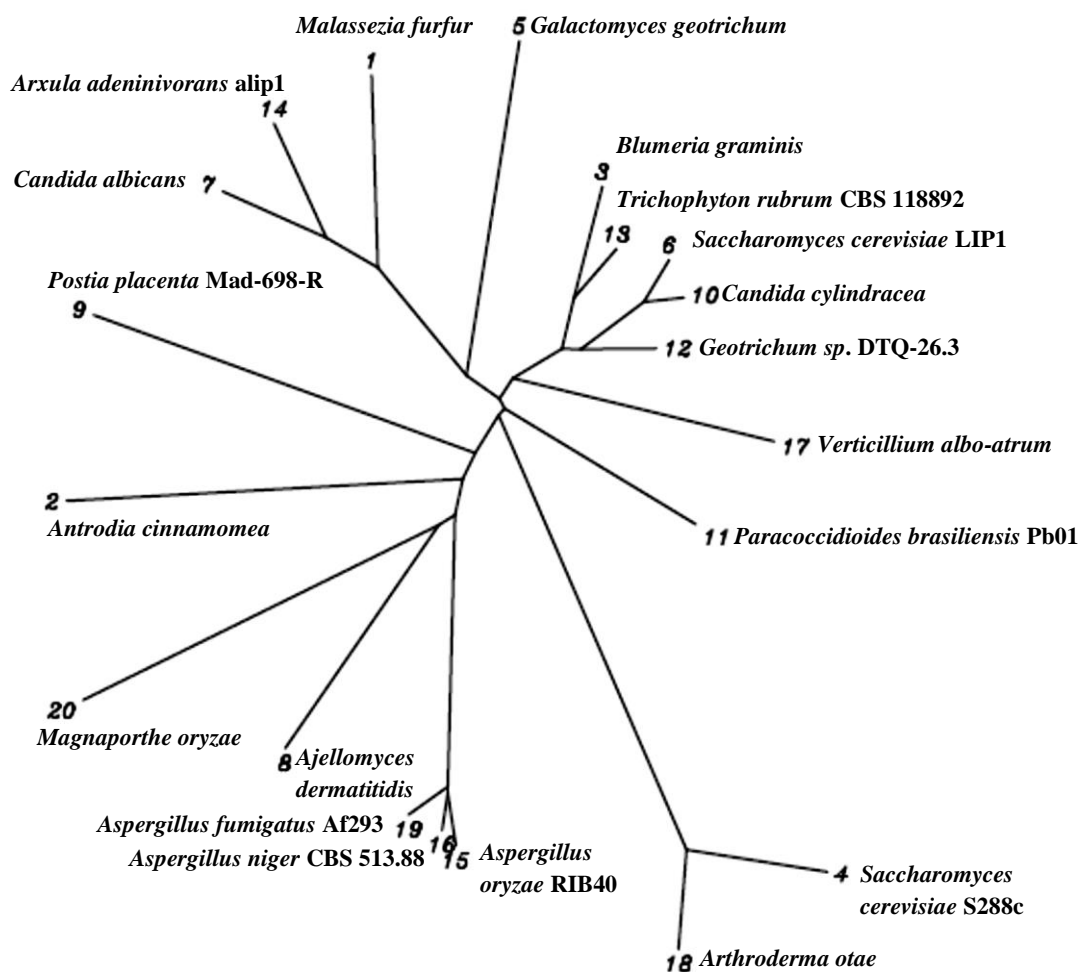 Malassezia furfur
1
5 Galactomyces geotrichum
Arxula adeninivorans alip1
14
Blumeria graminis
3
Candida albicans 7
Trichophyton rubrum CBS 118892
13
6 Saccharomyces cerevisiae LIP1
Postia placenta Mad-698-R
9
10 Candida cylindracea
12 Geotrichum sp. DTQ-26.3
17 Verticillium albo-atrum
2
Antrodia cinnamomea
11 Paracoccidioides brasiliensis Pb01
20
Magnaporthe oryzae
8 Ajellomyces
dermatitidis
Aspergillus fumigatus Af293 19
Aspergillus niger CBS 513.88 16
15 Aspergillus
oryzae RIB40
4 Saccharomyces
cerevisiae S288c
18 Arthroderma otae